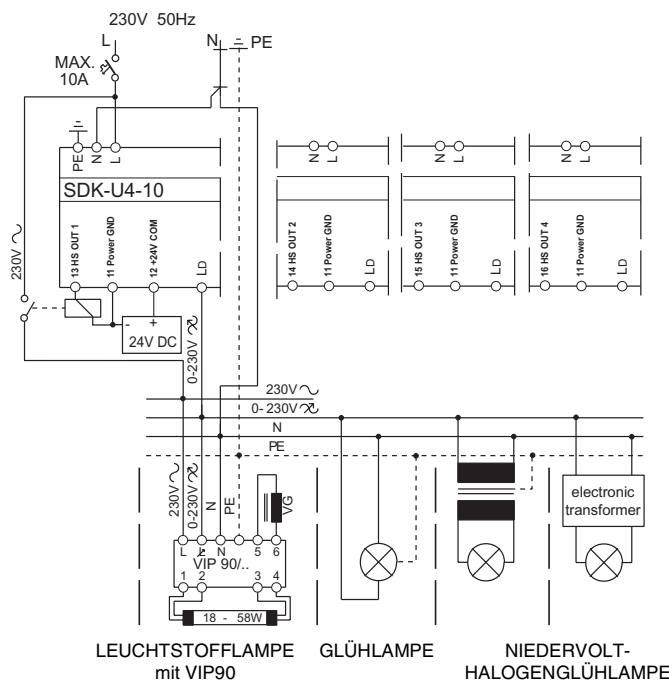 230V 50Hz
L
N
PE
MAX.
10A
PE
N
L
N
L
N
L
N
L
SDK-U4-10
230V
13 HS OUT 1
11 Power GND
12 +24V COM
LD
14 HS OUT 2
11 Power GND
LD
15 HS OUT 3
11 Power GND
LD
16 HS OUT 4
11 Power GND
LD
- +
24V DC
0-230V
230V
0- 230V
N
PE
230V
0-230V
N
PE
VG
electronic
transformer
L L N 5 6
VIP 90/..
1 2 3 4
18 - 58W
LEUCHTSTOFFLAMPE
mit VIP90
GLÜHLAMPE
NIEDERVOLT-
HALOGENGLÜHLAMPE